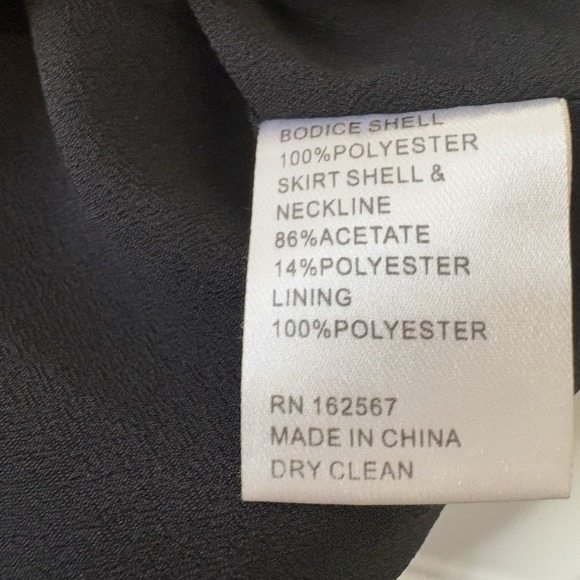 BODICE SHELL
100%POLYESTER
SKIRT SHELL &
NECKLINE
86%ACETATE
14%POLYESTER
LINING
100%POLYESTER
RN 162567
MADE IN CHINA
DRY CLEAN